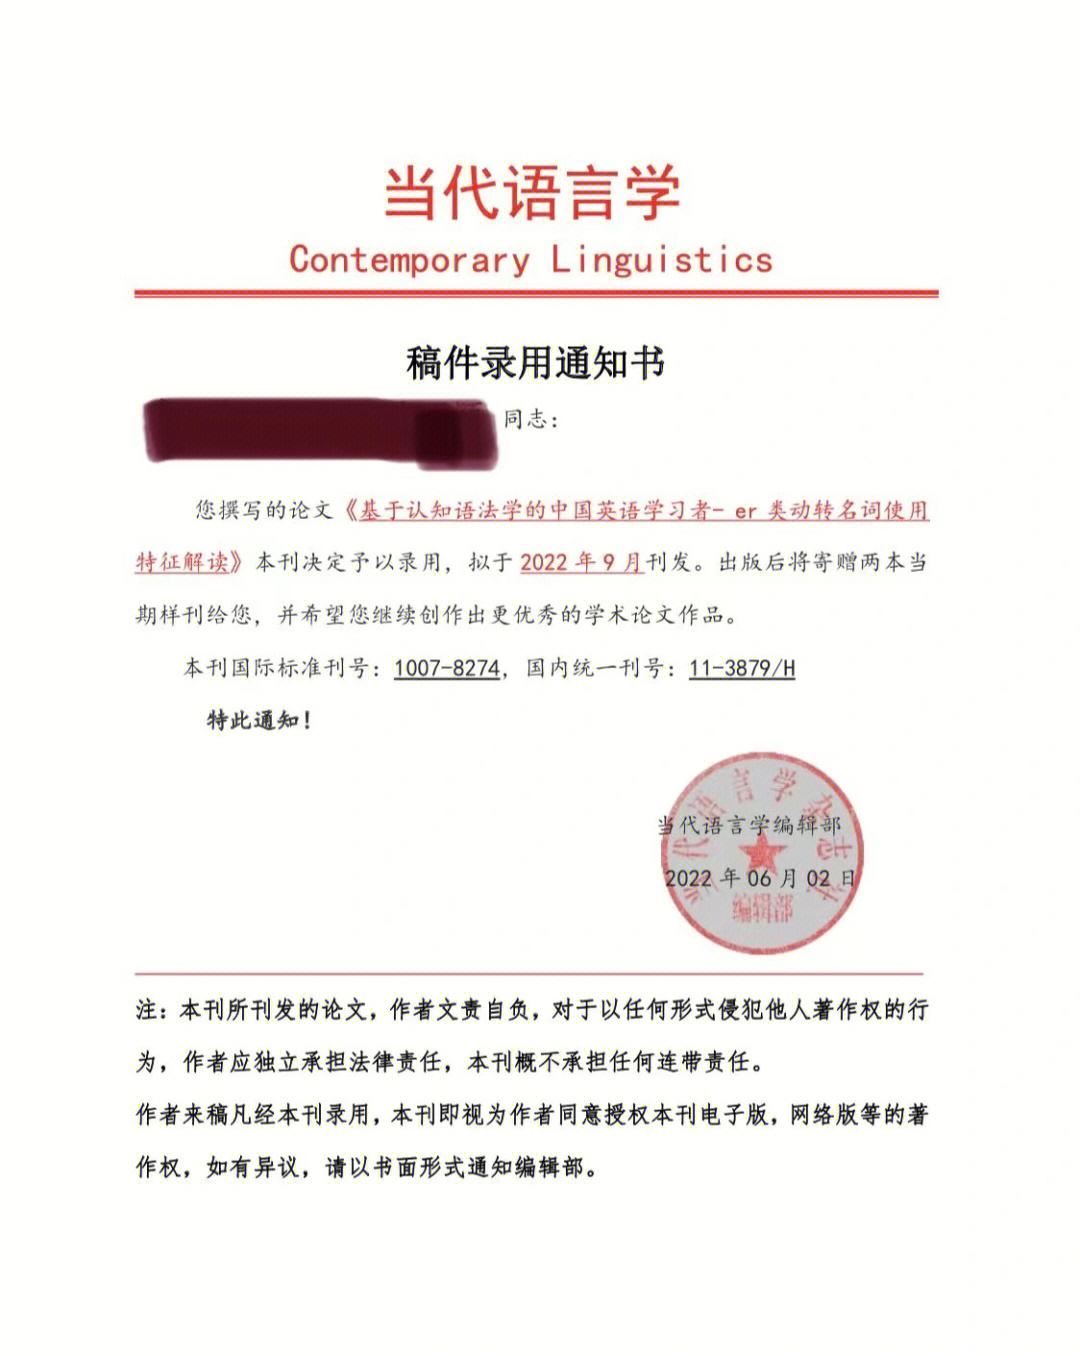 当代语言学
Contemporary Linguistics
稿件录用通知书
同志：
您撰写的论文《基于认知语法学的中国英语学习者- er 类动转名词使用
特征解读》本刊决定予以录用，拟于 2022 年 9 月刊发。出版后将寄赠两本当
期样刊给您，并希望您继续创作出更优秀的学术论文作品。
本刊国际标准刊号：1007-8274，国内统一刊号：11-3879/H
特此通知！
当代语言学杂志社
编辑部
当代语言学编辑部
2022 年 06 月 02 日
注：本刊所刊发的论文，作者文责自负，对于以任何形式侵犯他人著作权的行
为，作者应独立承担法律责任，本刊概不承担任何连带责任。
作者来稿凡经本刊录用，本刊即视为作者同意授权本刊电子版，网络版等的著
作权，如有异议，请以书面形式通知编辑部。